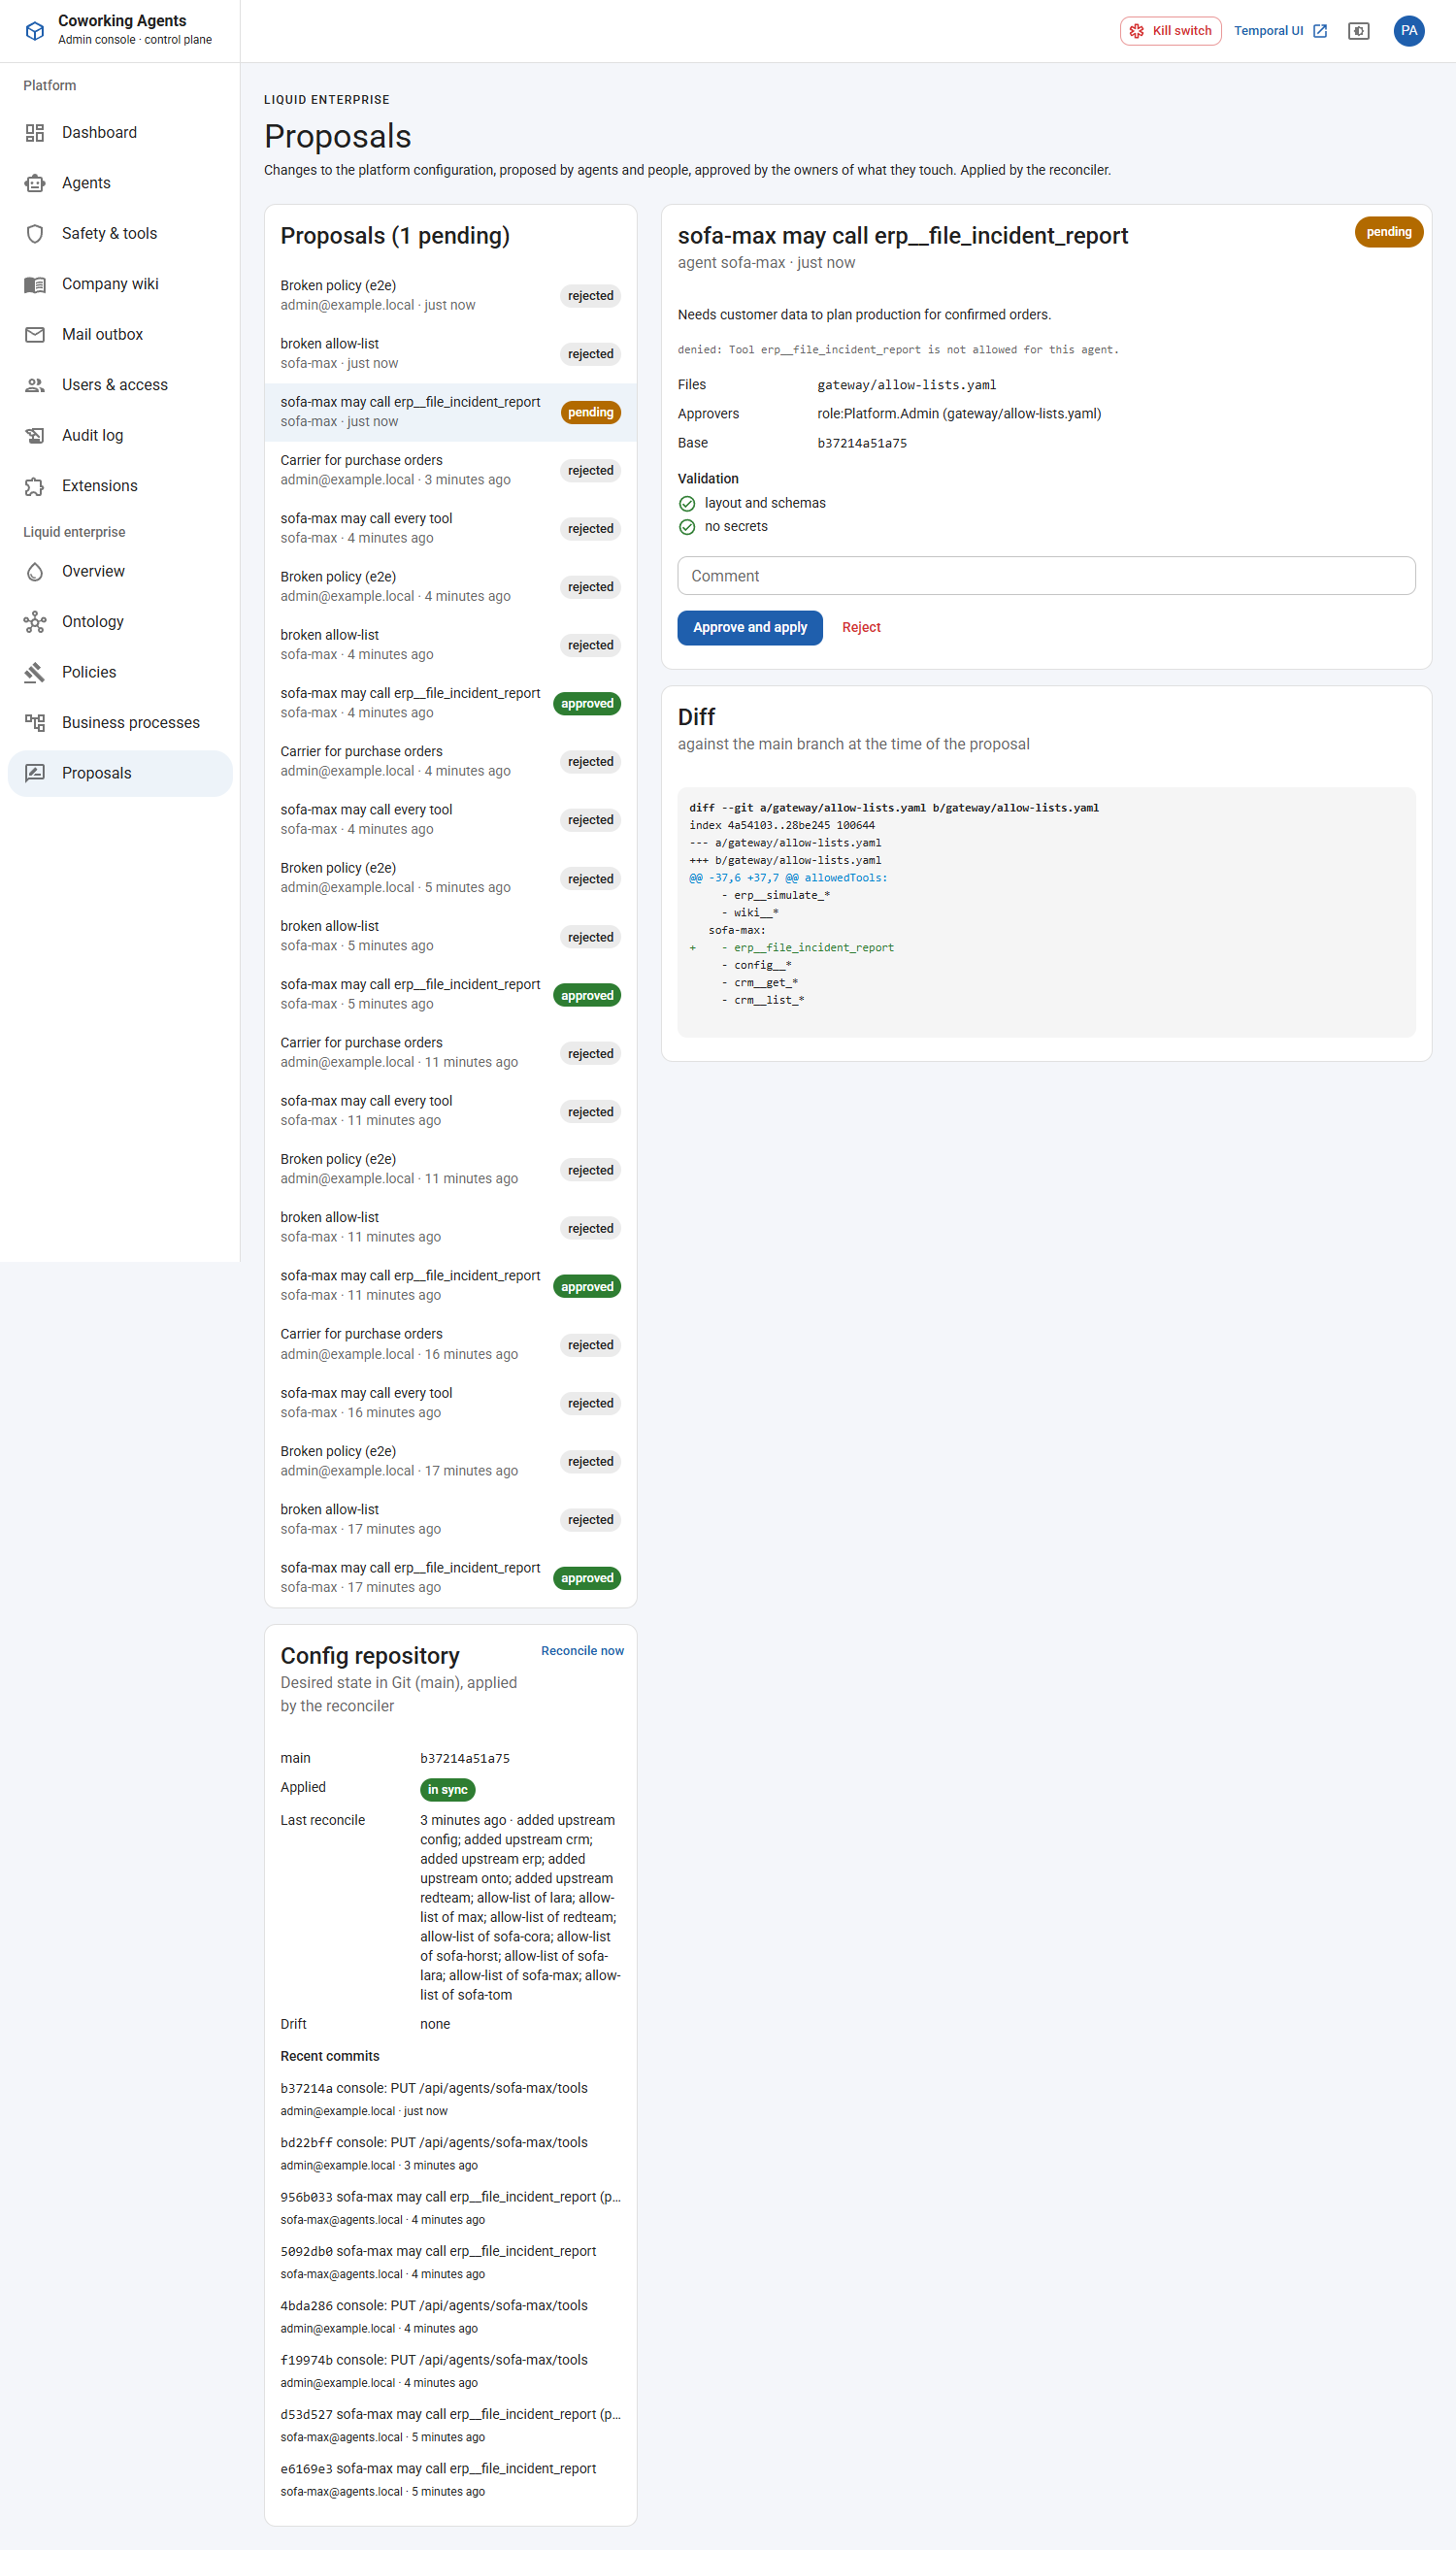 Coworking Agents
Admin console · control plane
Kill switch
Temporal UI
PA
Platform
Dashboard
Agents
Safety & tools
Company wiki
Mail outbox
Users & access
Audit log
Extensions
Liquid enterprise
Overview
Ontology
Policies
Business processes
Proposals
LIQUID ENTERPRISE
Proposals
Changes to the platform configuration, proposed by agents and people, approved by the owners of what they touch. Applied by the reconciler.
Proposals (1 pending)
Broken policy (e2e)
admin@example.local · just now
rejected
broken allow-list
sofa-max · just now
rejected
sofa-max may call erp__file_incident_report
sofa-max · just now
pending
Carrier for purchase orders
admin@example.local · 3 minutes ago
rejected
sofa-max may call every tool
sofa-max · 4 minutes ago
rejected
Broken policy (e2e)
admin@example.local · 4 minutes ago
rejected
broken allow-list
sofa-max · 4 minutes ago
rejected
sofa-max may call erp__file_incident_report
sofa-max · 4 minutes ago
approved
Carrier for purchase orders
admin@example.local · 4 minutes ago
rejected
sofa-max may call every tool
sofa-max · 4 minutes ago
rejected
Broken policy (e2e)
admin@example.local · 5 minutes ago
rejected
broken allow-list
sofa-max · 5 minutes ago
rejected
sofa-max may call erp__file_incident_report
sofa-max · 5 minutes ago
approved
Carrier for purchase orders
admin@example.local · 11 minutes ago
rejected
sofa-max may call every tool
sofa-max · 11 minutes ago
rejected
Broken policy (e2e)
admin@example.local · 11 minutes ago
rejected
broken allow-list
sofa-max · 11 minutes ago
rejected
sofa-max may call erp__file_incident_report
sofa-max · 11 minutes ago
approved
Carrier for purchase orders
admin@example.local · 16 minutes ago
rejected
sofa-max may call every tool
sofa-max · 16 minutes ago
rejected
Broken policy (e2e)
admin@example.local · 17 minutes ago
rejected
broken allow-list
sofa-max · 17 minutes ago
rejected
sofa-max may call erp__file_incident_report
sofa-max · 17 minutes ago
approved
Config repository
Reconcile now
Desired state in Git (main), applied
by the reconciler
main b37214a51a75
Applied in sync
Last reconcile 3 minutes ago · added upstream
config; added upstream crm;
added upstream erp; added
upstream onto; added upstream
redteam; allow-list of lara; allow-
list of max; allow-list of redteam;
allow-list of sofa-cora; allow-list
of sofa-horst; allow-list of sofa-
lara; allow-list of sofa-max; allow-
list of sofa-tom
Drift none
Recent commits
b37214a console: PUT /api/agents/sofa-max/tools
admin@example.local · just now
bd22bff console: PUT /api/agents/sofa-max/tools
admin@example.local · 3 minutes ago
956b033 sofa-max may call erp__file_incident_report (p...
sofa-max@agents.local · 4 minutes ago
5092db0 sofa-max may call erp__file_incident_report
sofa-max@agents.local · 4 minutes ago
4bda286 console: PUT /api/agents/sofa-max/tools
admin@example.local · 4 minutes ago
f19974b console: PUT /api/agents/sofa-max/tools
admin@example.local · 4 minutes ago
d53d527 sofa-max may call erp__file_incident_report (p...
sofa-max@agents.local · 5 minutes ago
e6169e3 sofa-max may call erp__file_incident_report
sofa-max@agents.local · 5 minutes ago
sofa-max may call erp__file_incident_report
pending
agent sofa-max · just now
Needs customer data to plan production for confirmed orders.
denied: Tool erp__file_incident_report is not allowed for this agent.
Files gateway/allow-lists.yaml
Approvers role:Platform.Admin (gateway/allow-lists.yaml)
Base b37214a51a75
Validation
layout and schemas
no secrets
Comment
Approve and apply
Reject
Diff
against the main branch at the time of the proposal
diff --git a/gateway/allow-lists.yaml b/gateway/allow-lists.yaml
index 4a54103..28be245 100644
--- a/gateway/allow-lists.yaml
+++ b/gateway/allow-lists.yaml
@@ -37,6 +37,7 @@ allowedTools:
- erp__simulate_*
- wiki__*
sofa-max:
+ - erp__file_incident_report
- config__*
- crm__get_*
- crm__list_*